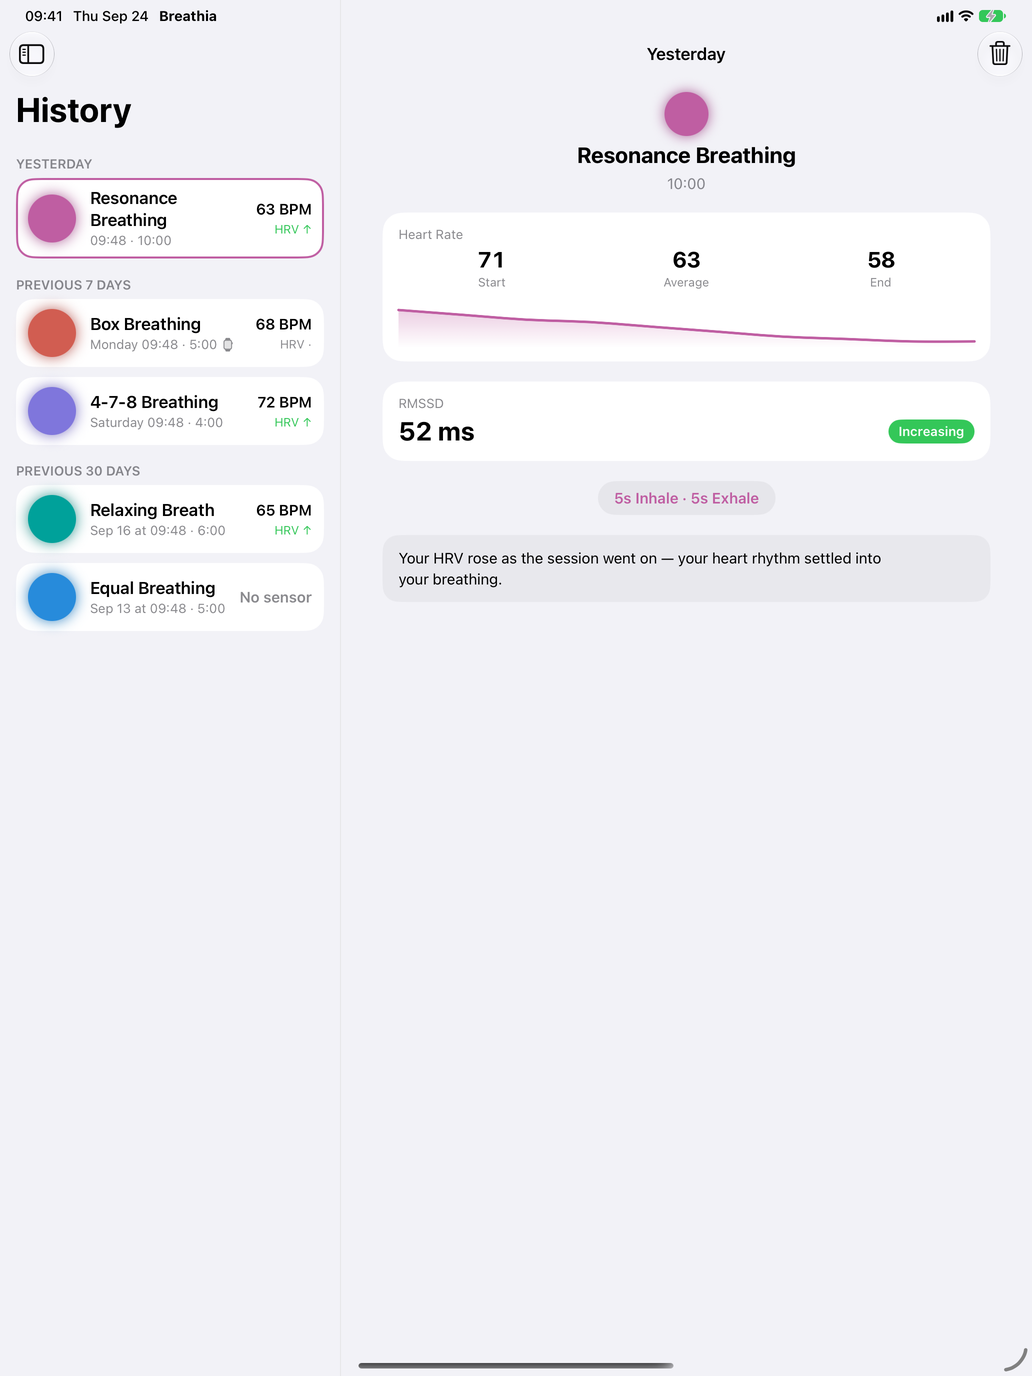 09:41 Thu Sep 24 Breathia
History
YESTERDAY
Resonance
Breathing
09:48 · 10:00
63 BPM
HRV ↑
PREVIOUS 7 DAYS
Box Breathing
Monday 09:48 · 5:00
68 BPM
HRV ·
4-7-8 Breathing
Saturday 09:48 · 4:00
72 BPM
HRV ↑
PREVIOUS 30 DAYS
Relaxing Breath
Sep 16 at 09:48 · 6:00
65 BPM
HRV ↑
Equal Breathing
Sep 13 at 09:48 · 5:00
No sensor
Yesterday
Resonance Breathing
10:00
Heart Rate
71 63 58
Start Average End
RMSSD
52 ms
Increasing
5s Inhale · 5s Exhale
Your HRV rose as the session went on — your heart rhythm settled into
your breathing.